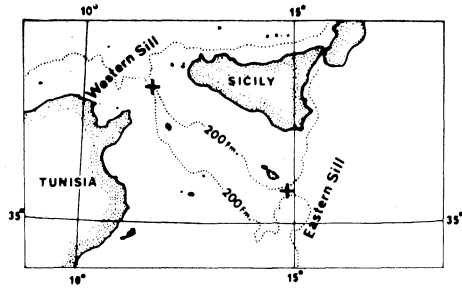 10°
15°
Western Sill
SICILY
200 Fm.
TUNISIA
200 Fm.
Eastern Sill
35°
35°
10°
15°